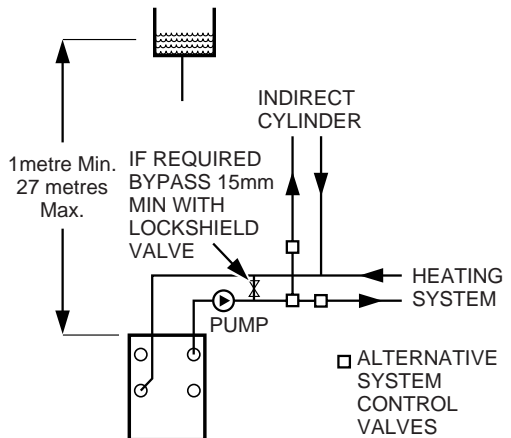 INDIRECT
CYLINDER
1metre Min.
27 metres
Max.
IF REQUIRED
BYPASS 15mm
MIN WITH
LOCKSHIELD
VALVE
HEATING
SYSTEM
PUMP
ALTERNATIVE
SYSTEM
CONTROL
VALVES